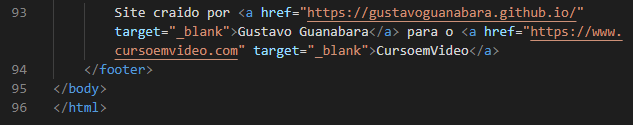 93 Site craido por <a href="https://gustavoguanabara.github.io/"
target="_blank">Gustavo Guanabara</a> para o <a href="https://www.
cursoemvideo.com" target="_blank">CursoemVideo</a>
94 </footer>
95 </body>
96 </html>